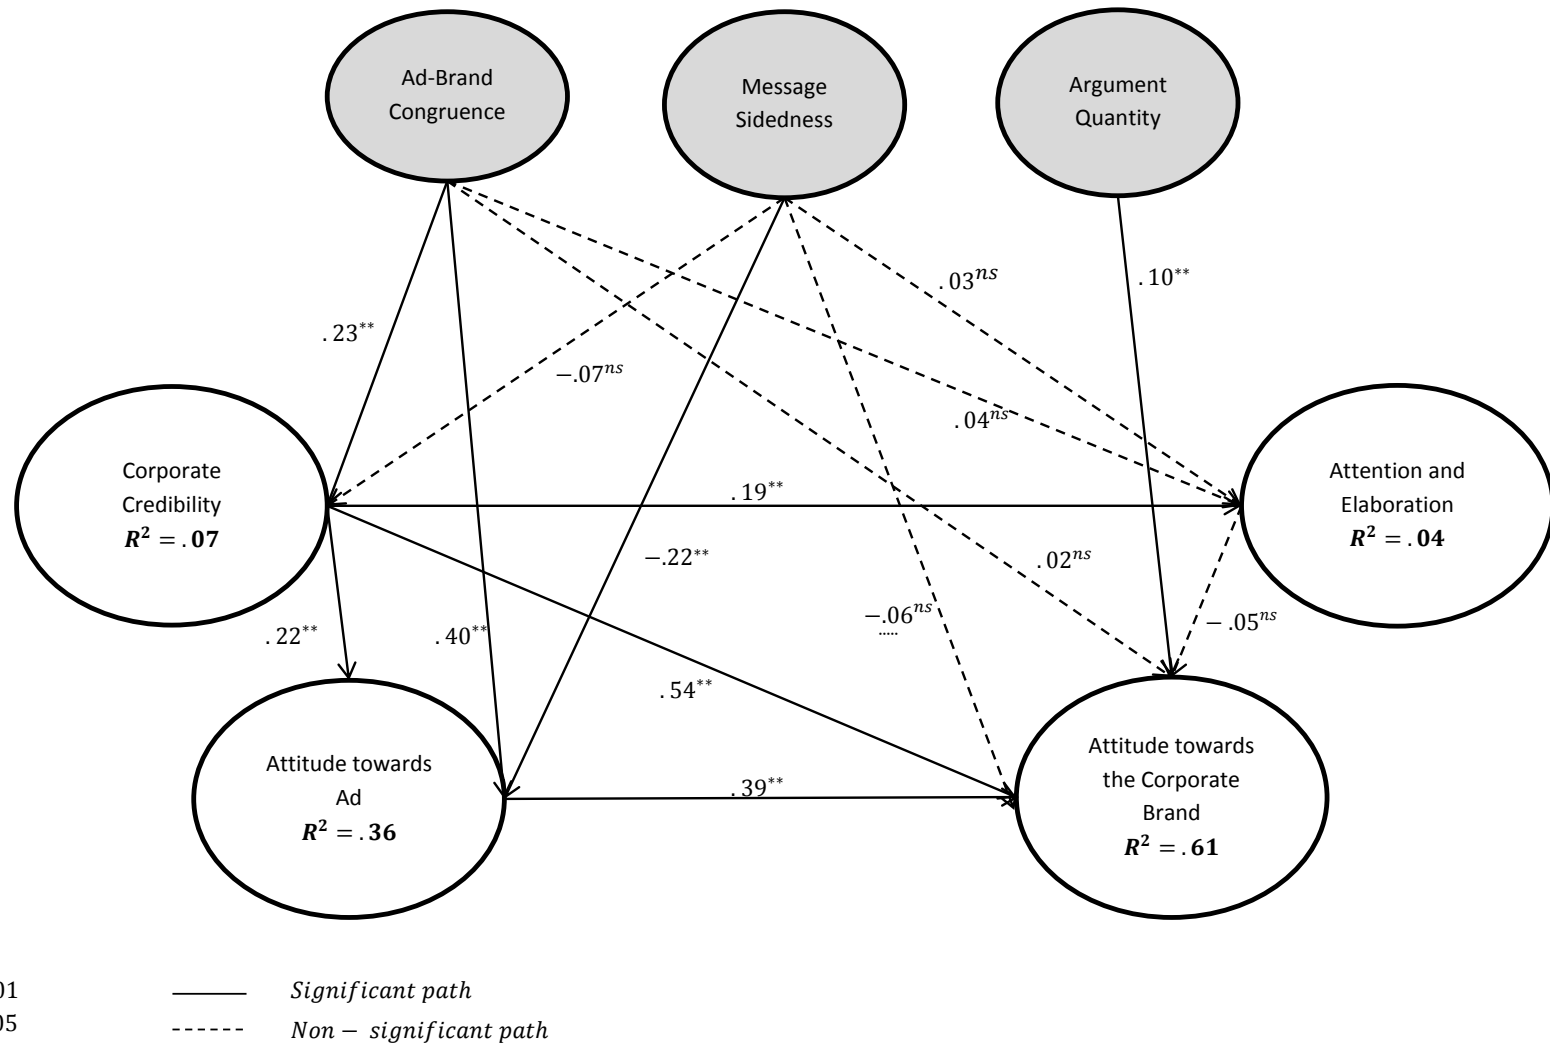 Ad-Brand
Congruence
Message
Sidedness
Argument
Quantity
.03^ns
.10**
.23**
-.07^ns
.04^ns
Corporate
Credibility
R² = .07
.19**
Attention and
Elaboration
R² = .04
-.22**
.02^ns
-.06^ns
-.05^ns
.22**
.40**
.54**
Attitude towards
Ad
R² = .36
.39**
Attitude towards
the Corporate
Brand
R² = .61
01
Significant path
05
Non − significant path